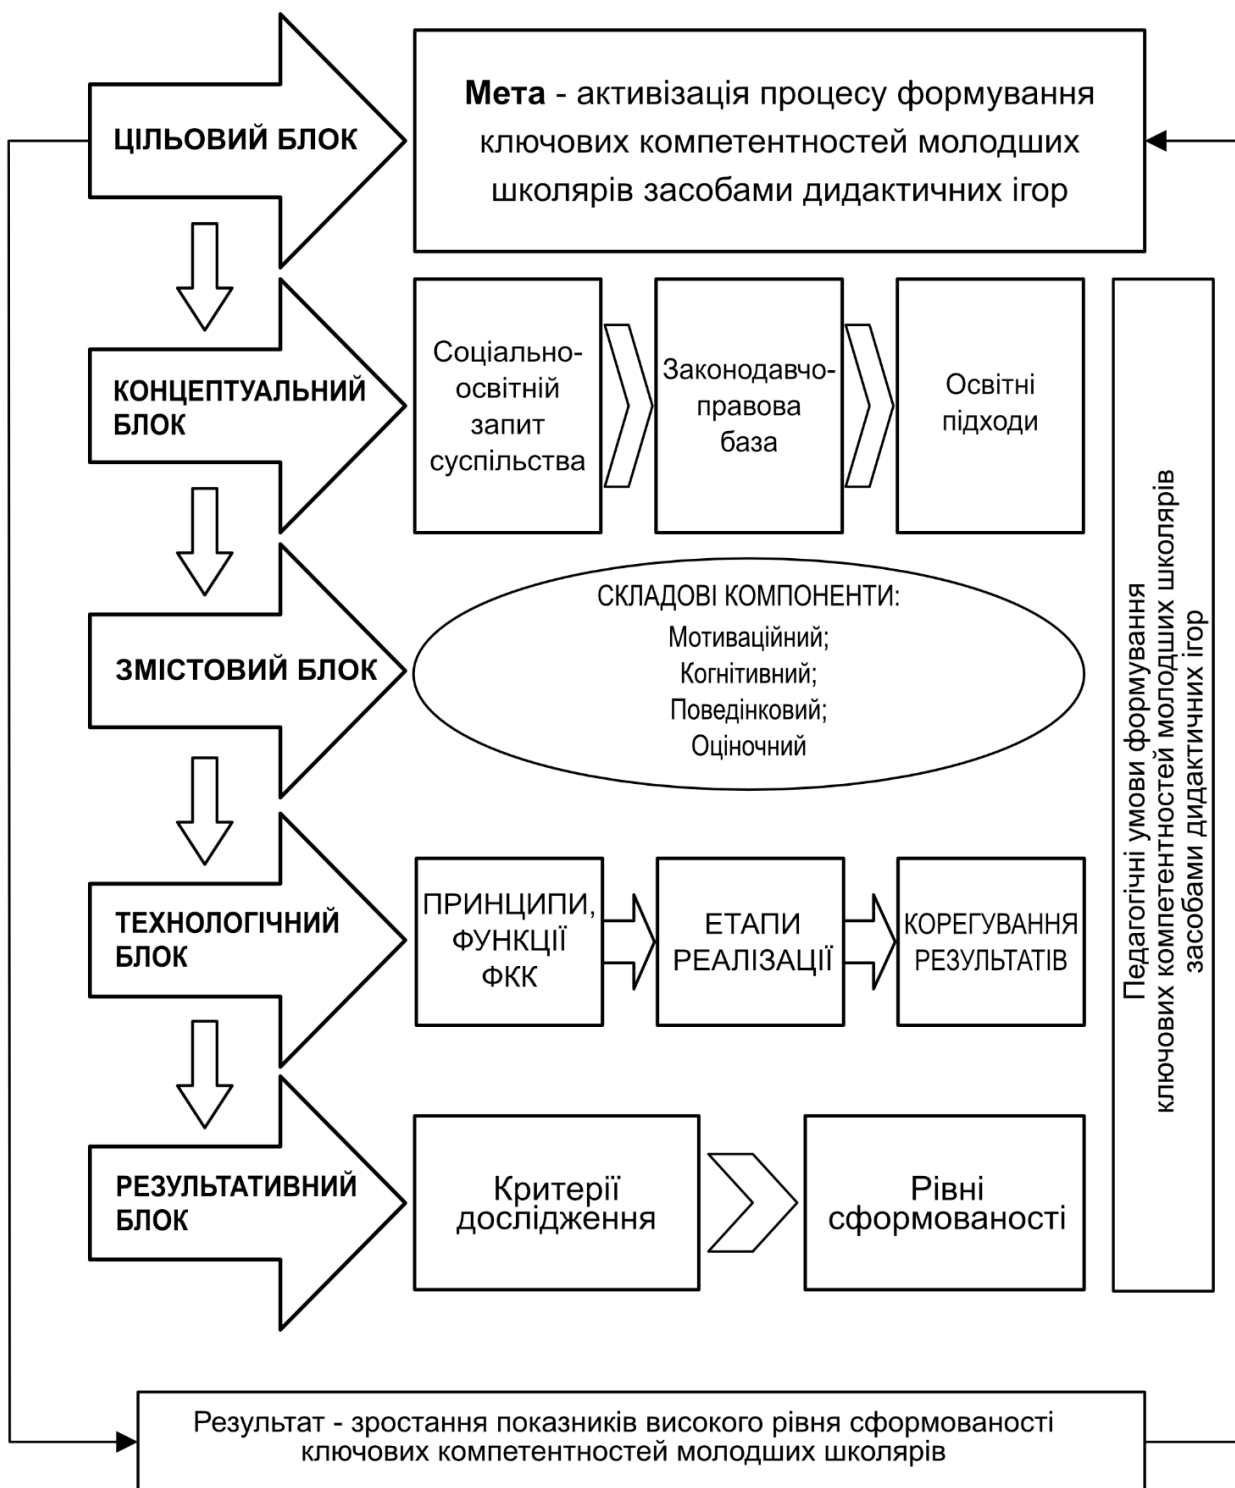 ЦІЛЬОВИЙ БЛОК
Мета - активізація процесу формування
ключових компетентностей молодших
школярів засобами дидактичних ігор
КОНЦЕПТУАЛЬНИЙ
БЛОК
Соціально-
освітній
запит
суспільства
Законодавчо-
правова
база
Освітні
підходи
ЗМІСТОВИЙ БЛОК
СКЛАДОВІ КОМПОНЕНТИ:
Мотиваційний;
Когнітивний;
Поведінковий;
Оціночний
ТЕХНОЛОГІЧНИЙ
БЛОК
ПРИНЦИПИ,
ФУНКЦІЇ
ФКК
ЕТАПИ
РЕАЛІЗАЦІЇ
КОРЕГУВАННЯ
РЕЗУЛЬТАТІВ
РЕЗУЛЬТАТИВНИЙ
БЛОК
Критерії
дослідження
Рівні
сформованості
Педагогічні умови формування
ключових компетентностей молодших школярів
засобами дидактичних ігор
Результат - зростання показників високого рівня сформованості
ключових компетентностей молодших школярів